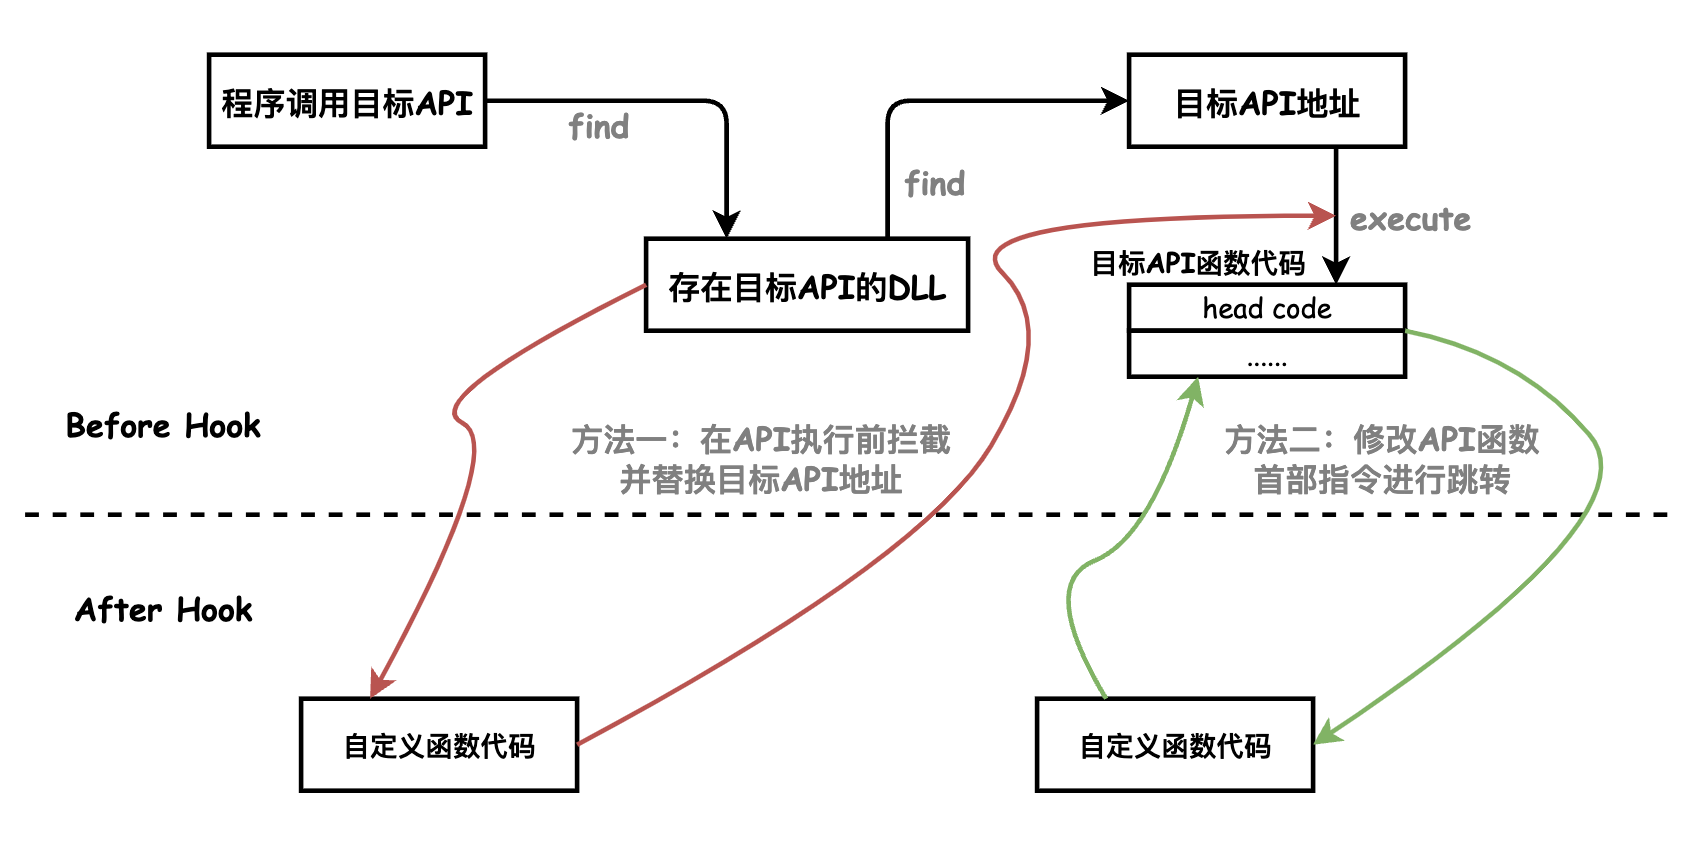 程序调用目标API
find
目标API地址
find
execute
目标API函数代码
存在目标API的DLL
head code
......
Before Hook
方法一：在API执行前拦截
并替换目标API地址
方法二：修改API函数
首部指令进行跳转
After Hook
自定义函数代码
自定义函数代码